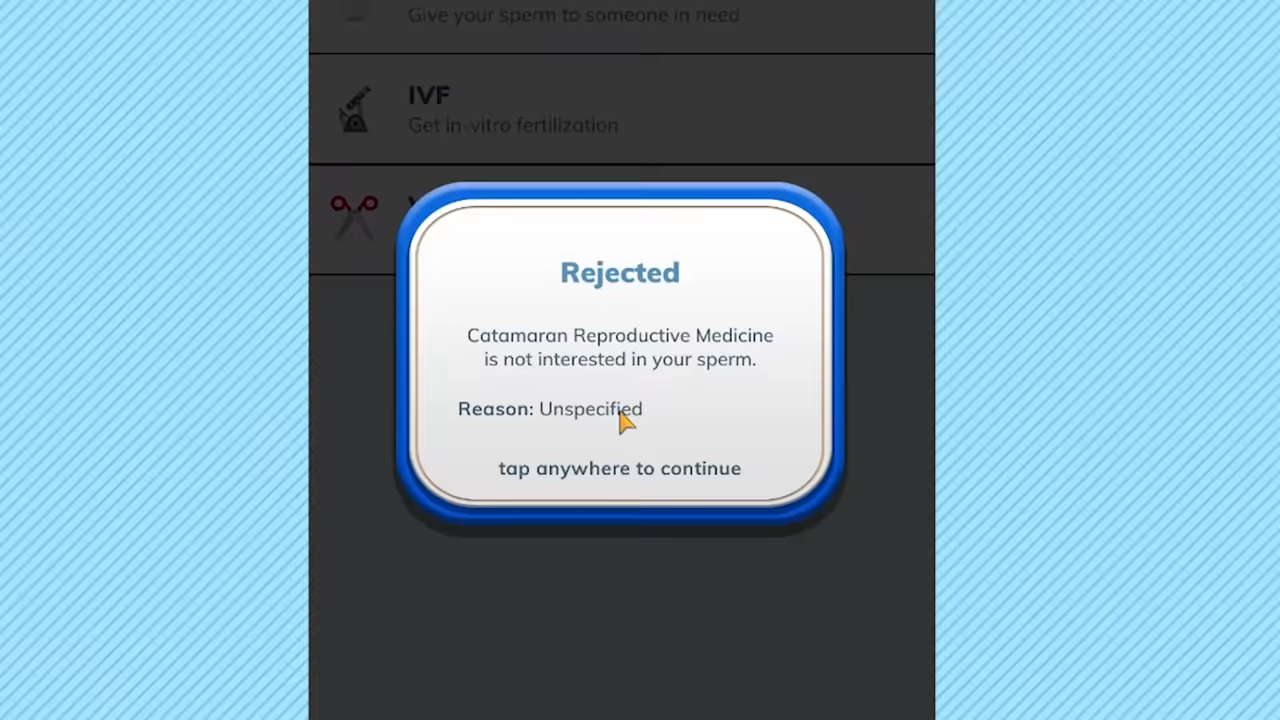 Give your sperm to someone in need
IVF
Get in-vitro fertilization
Rejected
Catamaran Reproductive Medicine
is not interested in your sperm.
Reason: Unspecified
tap anywhere to continue